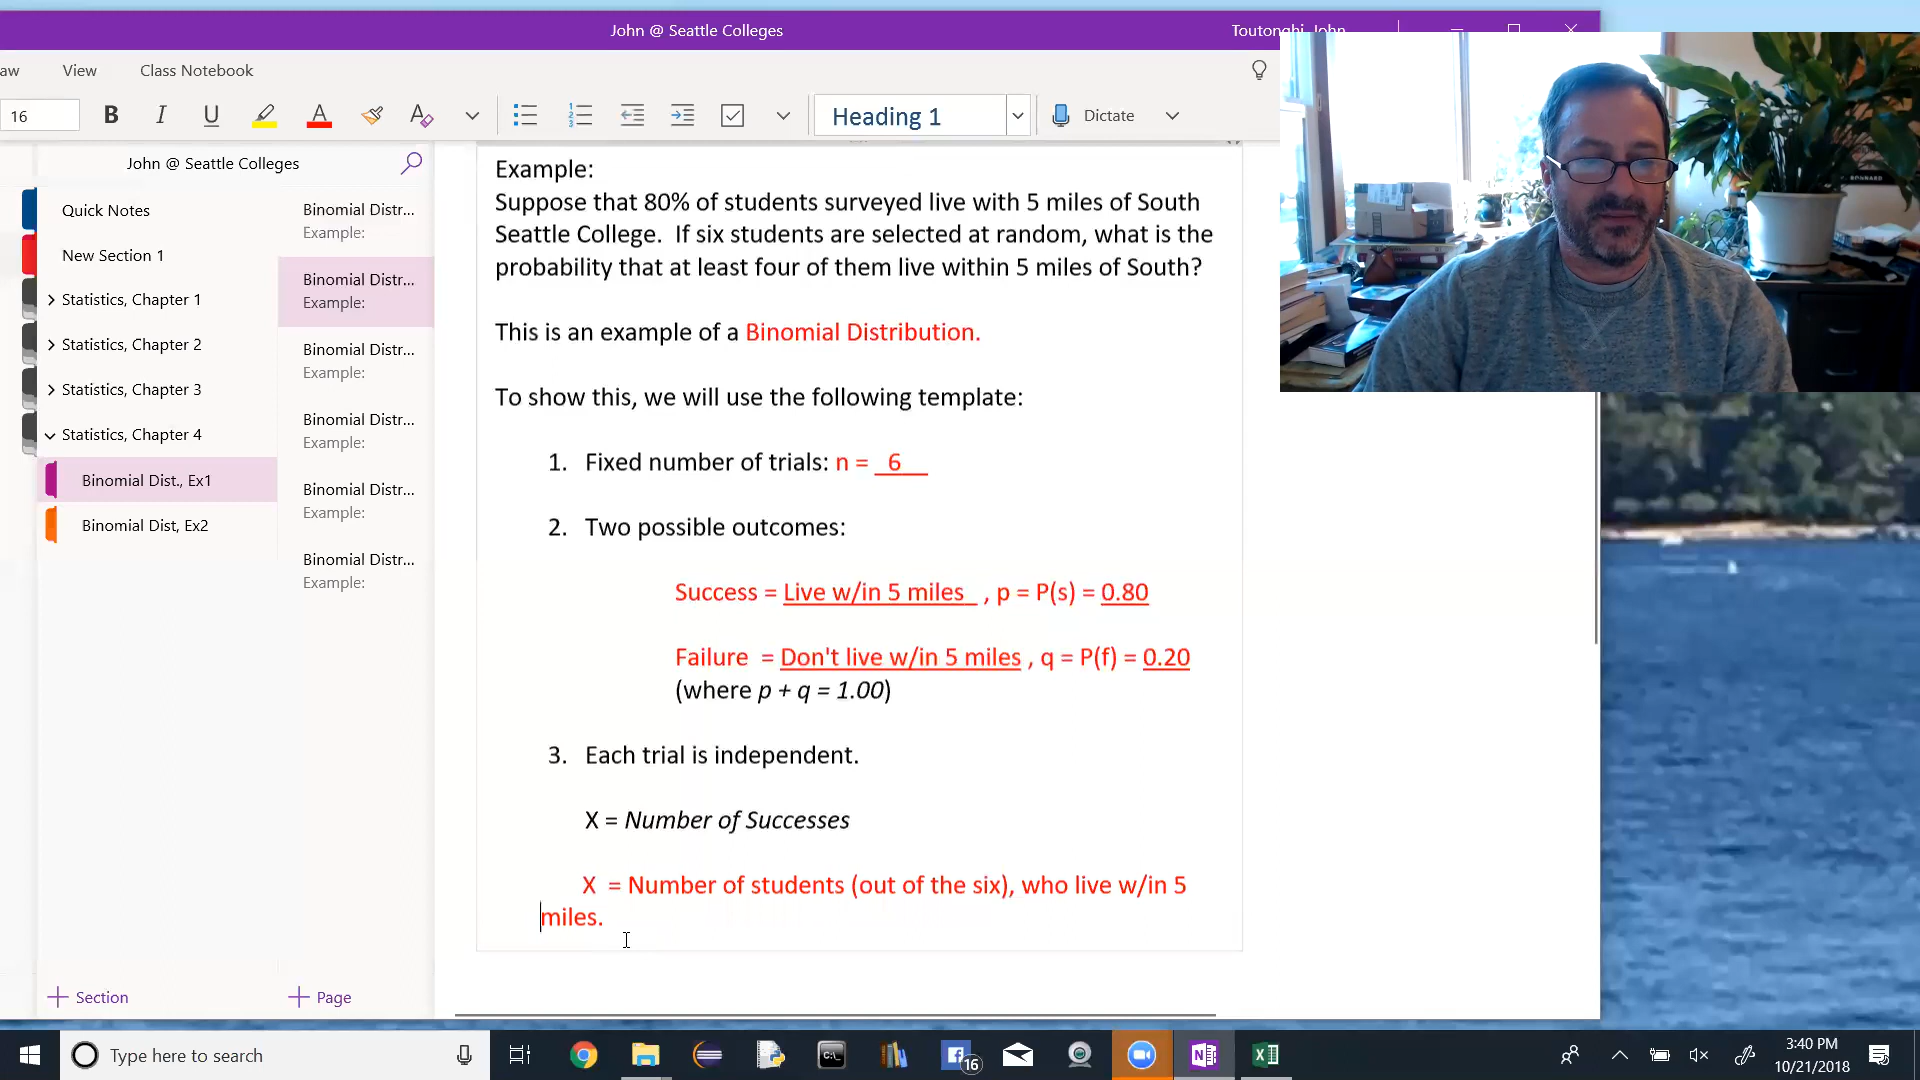 John @ Seattle Colleges
Toutonghi, John
aw View Class Notebook
16 B I U A A Heading 1 Dictate
John @ Seattle Colleges
Quick Notes
New Section 1
Statistics, Chapter 1
Statistics, Chapter 2
Statistics, Chapter 3
Statistics, Chapter 4
Binomial Dist., Ex1
Binomial Dist, Ex2
Binomial Distr...
Example:
Binomial Distr...
Example:
Binomial Distr...
Example:
Binomial Distr...
Example:
Binomial Distr...
Example:
Binomial Distr...
Example:
Example:
Suppose that 80% of students surveyed live with 5 miles of South
Seattle College. If six students are selected at random, what is the
probability that at least four of them live within 5 miles of South?
This is an example of a Binomial Distribution.
To show this, we will use the following template:
1. Fixed number of trials: n = _6__
2. Two possible outcomes:
Success = Live w/in 5 miles_ , p = P(s) = 0.80
Failure = Don't live w/in 5 miles , q = P(f) = 0.20
(where p + q = 1.00)
3. Each trial is independent.
X = Number of Successes
X = Number of students (out of the six), who live w/in 5
miles.
+ Section
+ Page
Type here to search
16
3:40 PM
10/21/2018